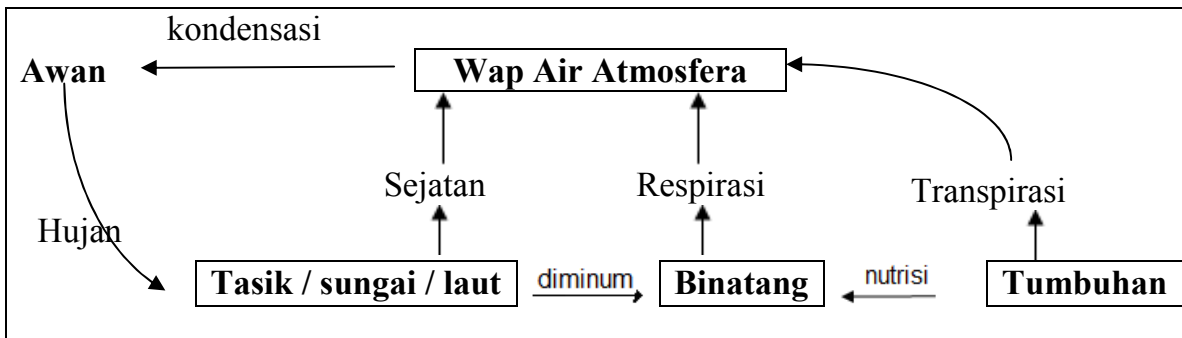 kondensasi
Awan
Wap Air Atmosfera
Sejatan
Respirasi
Transpirasi
Hujan
Tasik / sungai / laut
diminum
Binatang
nutrisi
Tumbuhan